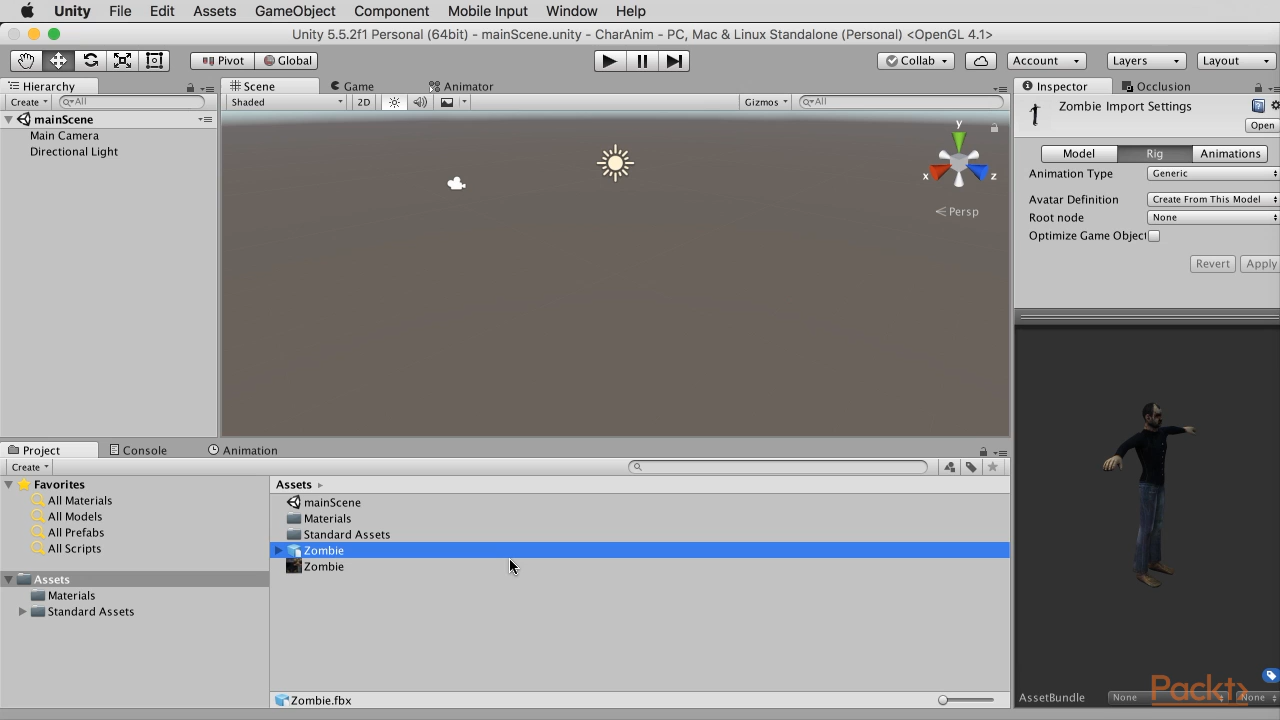 Unity File Edit Assets GameObject Component Mobile Input Window Help
Unity 5.5.2f1 Personal (64bit) - mainScene.unity - CharAnim - PC, Mac & Linux Standalone (Personal) <OpenGL 4.1>
Pivot Global Collab Account Layers Layout
Hierarchy
Create All
mainScene
Main Camera
Directional Light
Scene Game Animator
Shaded 2D Gizmos All
y
x
z
Persp
Inspector Occlusion
Zombie Import Settings
Open
Model Rig Animations
Animation Type Generic
Avatar Definition Create From This Model
Root node None
Optimize Game Object
Revert Apply
Project Console Animation
Create
Favorites
All Materials
All Models
All Prefabs
All Scripts
Assets
Materials
Standard Assets
Assets
mainScene
Materials
Standard Assets
Zombie
Zombie
Zombie.fbx
AssetBundle None None
Packt